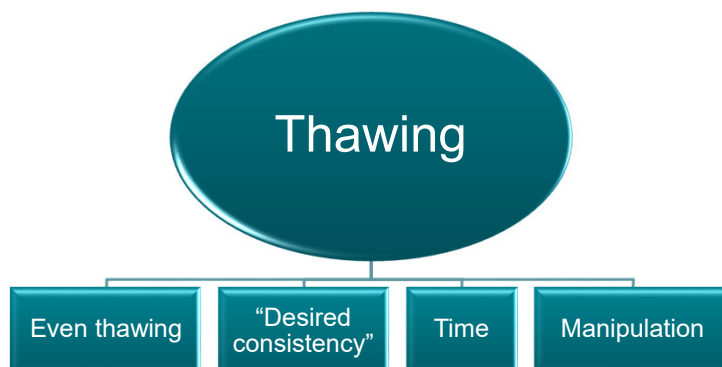 Thawing
Even thawing
“Desired
consistency”
Time
Manipulation